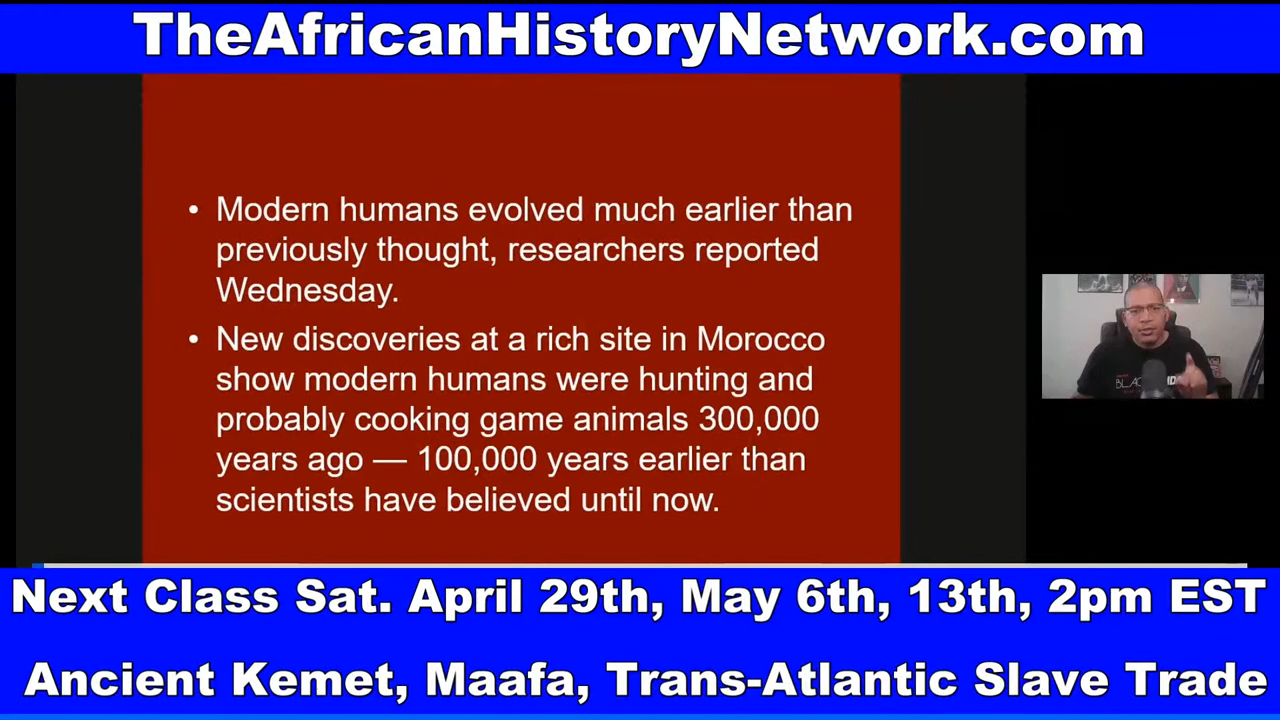 TheAfricanHistoryNetwork.com
• Modern humans evolved much earlier than
previously thought, researchers reported
Wednesday.
• New discoveries at a rich site in Morocco
show modern humans were hunting and
probably cooking game animals 300,000
years ago — 100,000 years earlier than
scientists have believed until now.
Next Class Sat. April 29th, May 6th, 13th, 2pm EST
Ancient Kemet, Maafa, Trans-Atlantic Slave Trade